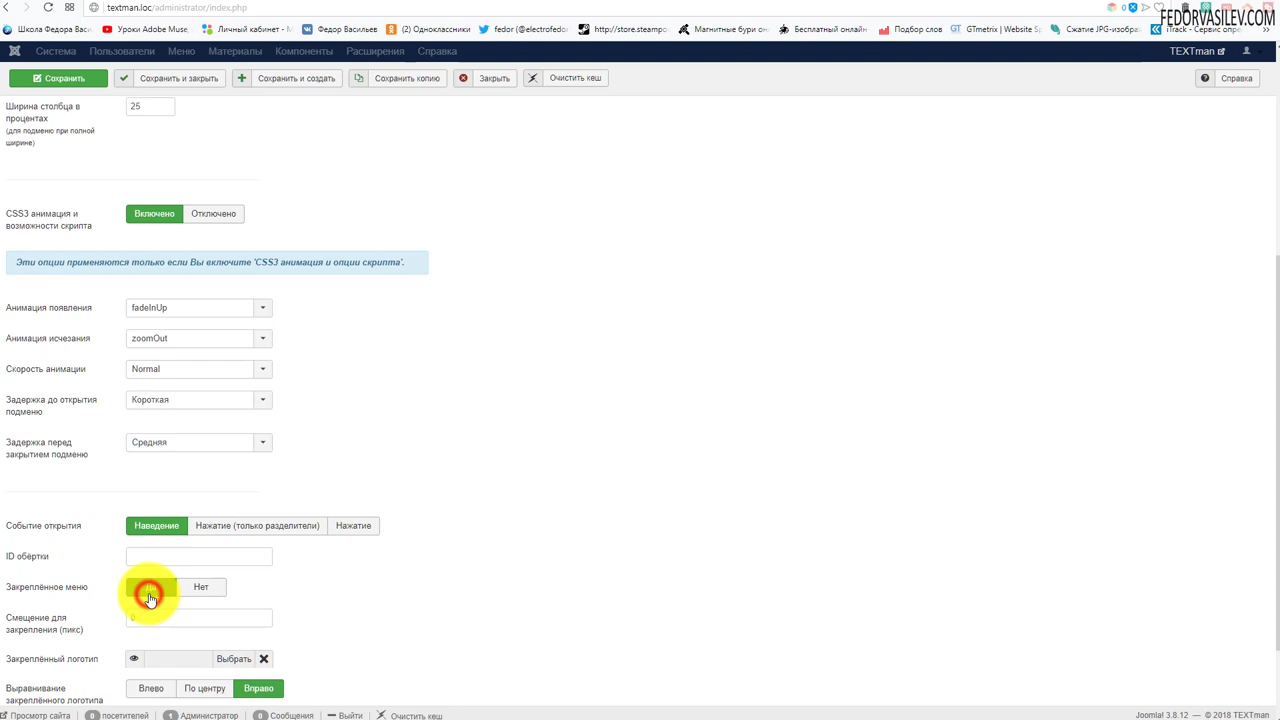 textman.loc/administrator/index.php
FEDORVASILEV.COM
Школа Федора Васил
Уроки Adobe Muse,
Личный кабинет -
Федор Васильев
(2) Одноклассники
fedor (@electrofedo
http://store.steampo
Магнитные бури он
Бесплатный онлайн
Подбор слов
GTmetrix | Website S
Сжатие JPG-изобра
iTrack - Сервис опре
Система Пользователи Меню Материалы Компоненты Расширения Справка TEXTman
Сохранить
Сохранить и закрыть
Сохранить и создать
Сохранить копию
Закрыть
Очистить кеш
Справка
Ширина столбца в
процентах
(для подменю при полной
ширине)
25
CSS3 анимация и
возможности скрипта
Включено Отключено
Эти опции применяются только если Вы включите 'CSS3 анимация и опции скрипта'.
Анимация появления fadeInUp
Анимация исчезания zoomOut
Скорость анимации Normal
Задержка до открытия
подменю
Короткая
Задержка перед
закрытием подменю
Средняя
Событие открытия Наведение Нажатие (только разделители) Нажатие
ID обёртки
Закреплённое меню Нет
Смещение для
закрепления (пикс)
0
Закреплённый логотип Выбрать
Выравнивание
закреплённого логотипа
Влево По центру Вправо
Просмотр сайта 0 посетителей 1 Администратор 0 Сообщения Выйти Очистить кеш Joomla! 3.8.12 — © 2018 TEXTman